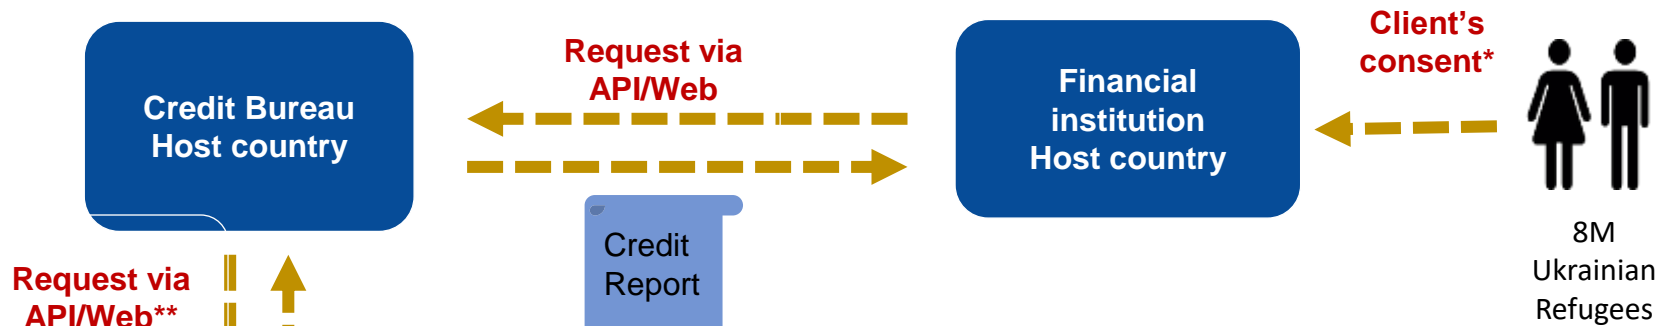 Credit Bureau
Host country
Request via
API/Web
Financial
institution
Host country
Client’s
consent*
Credit
Report
8M
Ukrainian
Refugees
Request via
API/Web**